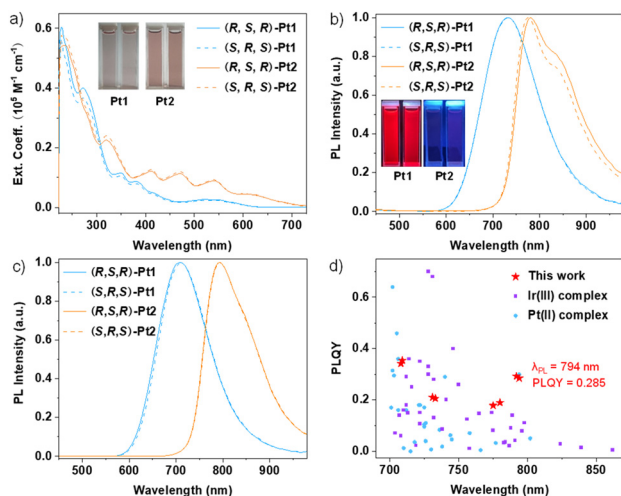 a)
Ext. Coeff. (10⁵ M⁻¹ cm⁻¹)
0.6
0.4
0.2
0.0
300 400 500 600 700
Wavelength (nm)
(R, S, R)-Pt1
(S, R, S)-Pt1
(R, S, R)-Pt2
(S, R, S)-Pt2
Pt1 Pt2
b)
PL Intensity (a.u.)
1.0
0.8
0.6
0.4
0.2
0.0
500 600 700 800 900
Wavelength (nm)
(R,S,R)-Pt1
(S,R,S)-Pt1
(R,S,R)-Pt2
(S,R,S)-Pt2
Pt1 Pt2
c)
PL Intensity (a.u.)
1.0
0.8
0.6
0.4
0.2
0.0
500 600 700 800 900
Wavelength (nm)
(R,S,R)-Pt1
(S,R,S)-Pt1
(R,S,R)-Pt2
(S,R,S)-Pt2
d)
PLQY
0.6
0.4
0.2
0.0
700 750 800 850
Wavelength (nm)
This work
Ir(III) complex
Pt(II) complex
λPL = 794 nm
PLQY = 0.285